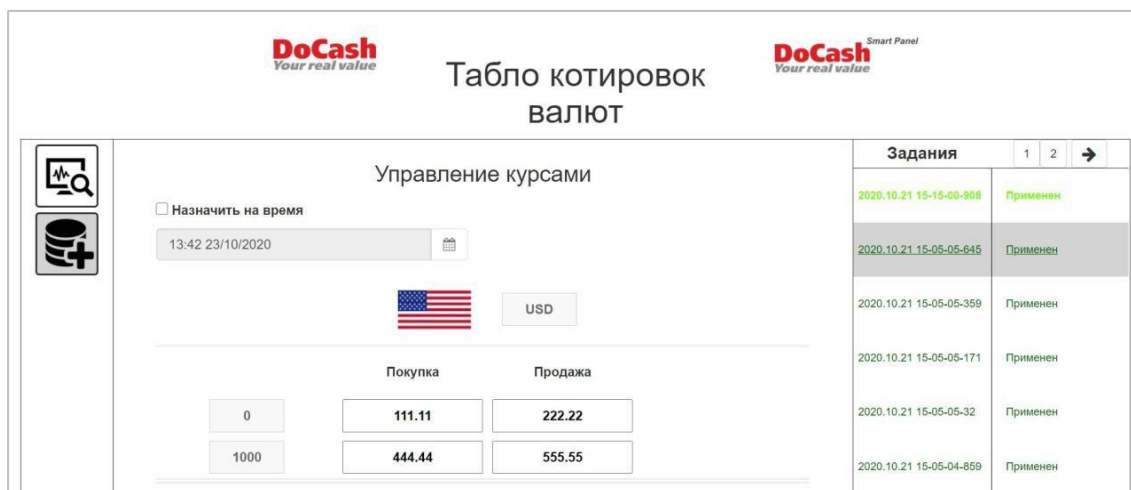 DoCash
Your real value
Табло котировок
валют
DoCash Smart Panel
Your real value
Управление курсами
Назначить на время
13:42 23/10/2020
USD
Покупка Продажа
0 111.11 222.22
1000 444.44 555.55
Задания 1 2
2020.10.21 15-15-00-908 Применен
2020.10.21 15-05-05-645 Применен
2020.10.21 15-05-05-359 Применен
2020.10.21 15-05-05-171 Применен
2020.10.21 15-05-05-32 Применен
2020.10.21 15-05-04-859 Применен